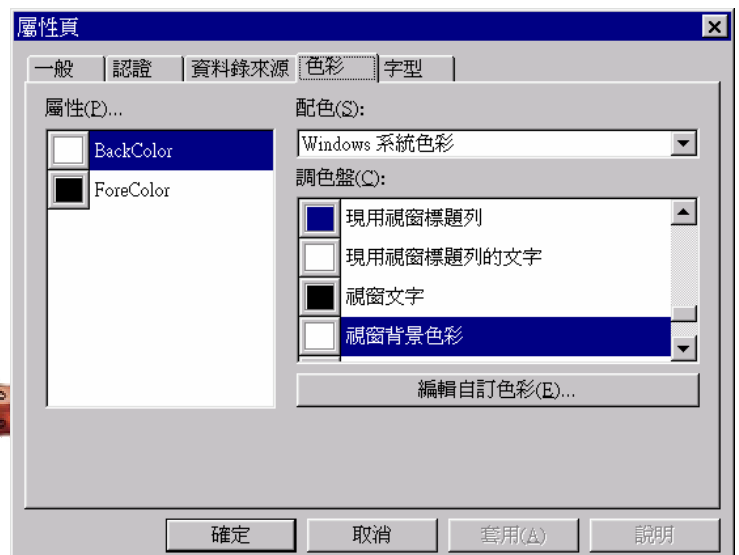 屬性頁
一般 認證 資料錄來源 色彩 字型
屬性(P)...
BackColor
ForeColor
配色(S):
Windows 系統色彩
調色盤(C):
現用視窗標題列
現用視窗標題列的文字
視窗文字
視窗背景色彩
編輯自訂色彩(E)...
確定 取消 套用(A) 說明